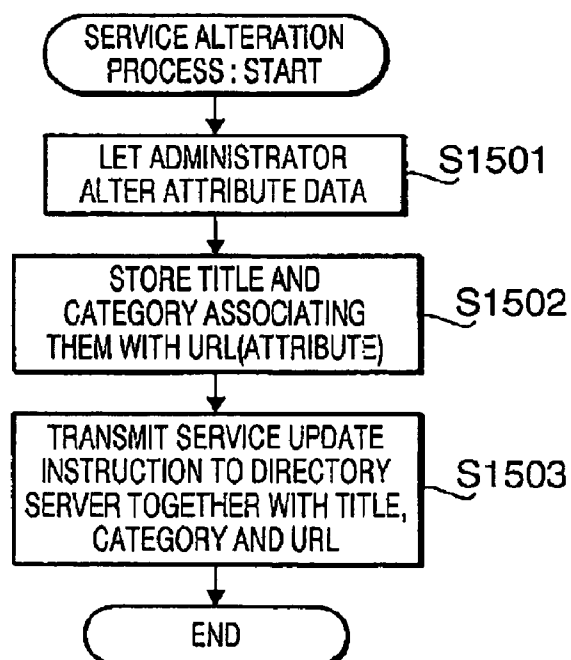 SERVICE ALTERATION
PROCESS : START
LET ADMINISTRATOR
ALTER ATTRIBUTE DATA
S1501
STORE TITLE AND
CATEGORY ASSOCIATING
THEM WITH URL(ATTRIBUTE)
S1502
TRANSMIT SERVICE UPDATE
INSTRUCTION TO DIRECTORY
SERVER TOGETHER WITH TITLE,
CATEGORY AND URL
S1503
END